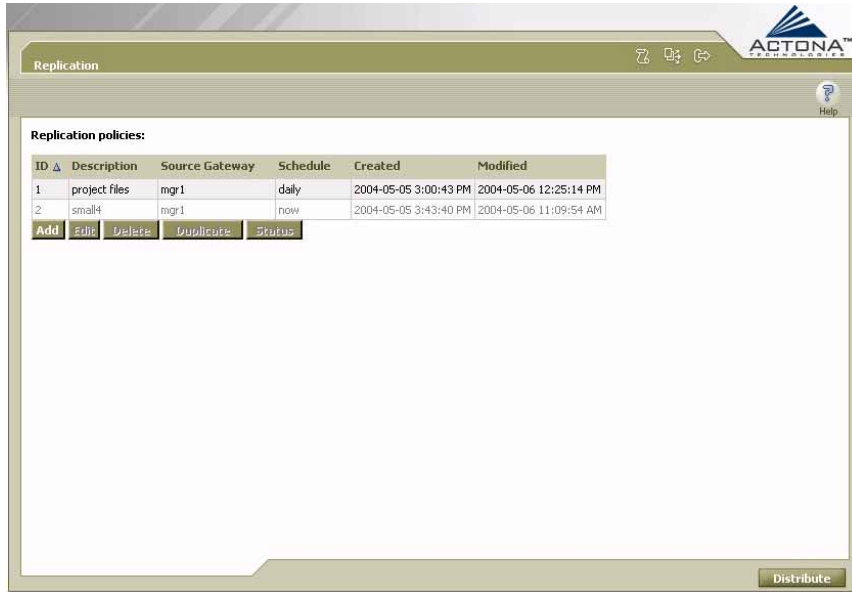 ACTONA™
TECHNOLOGIES
Replication
Help
Replication policies:
ID Description Source Gateway Schedule Created Modified
1 project files mgr1 daily 2004-05-05 3:00:43 PM 2004-05-06 12:25:14 PM
2 small4 mgr1 now 2004-05-05 3:43:40 PM 2004-05-06 11:09:54 AM
Add Edit Delete Duplicate Status
Distribute